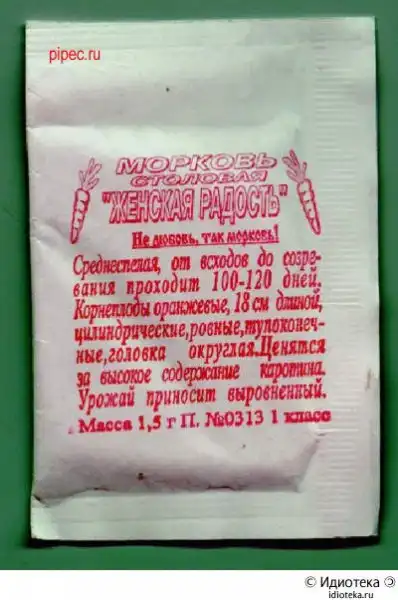 pipec.ru
МОРКОВЬ
СТОЛОВАЯ
"ЖЕНСКАЯ РАДОСТЬ"
Не любовь, так морковь!
Среднеспелая, от всходов до созре-
вания проходит 100-120 дней.
Корнеплоды оранжевые, 18 см длиной,
цилиндрические,ровные,тупоконеч-
ные,головка округлая.Ценятся
за высокое содержание каротина.
Урожай приносит выровненный.
Масса 1,5 г П. №0313 1 класс
© Идиотека
idioteka.ru